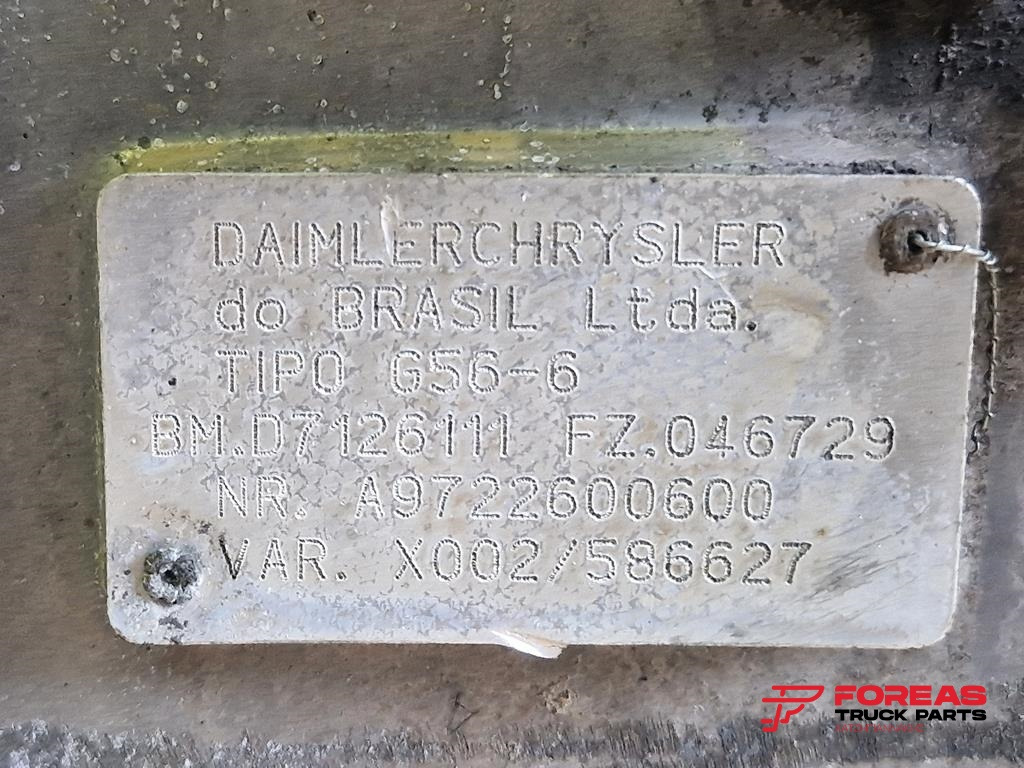 DAIMLERCHRYSLER
do BRASIL Ltda.
TIPO G56-6
BM.D7126111 FZ.046729
NR. A9722600600
VAR. X002/586627
FOREAS
TRUCK PARTS